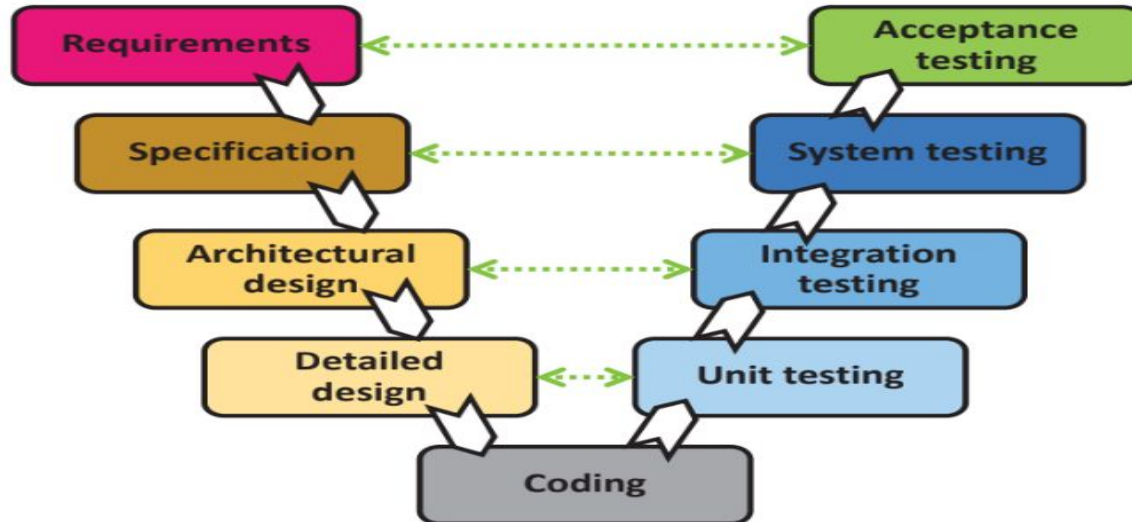 Requirements
Acceptance
testing
Specification
System testing
Architectural
design
Integration
testing
Detailed
design
Unit testing
Coding